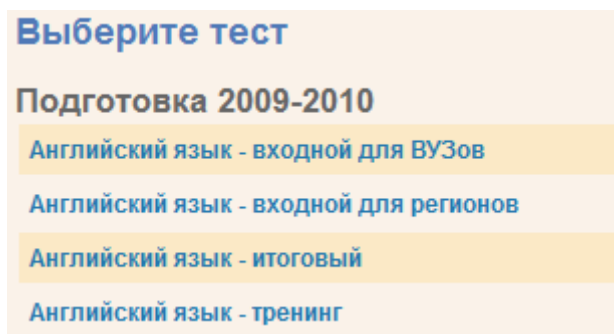 Выберите тест
Подготовка 2009-2010
Английский язык - входной для ВУЗов
Английский язык - входной для регионов
Английский язык - итоговый
Английский язык - тренинг